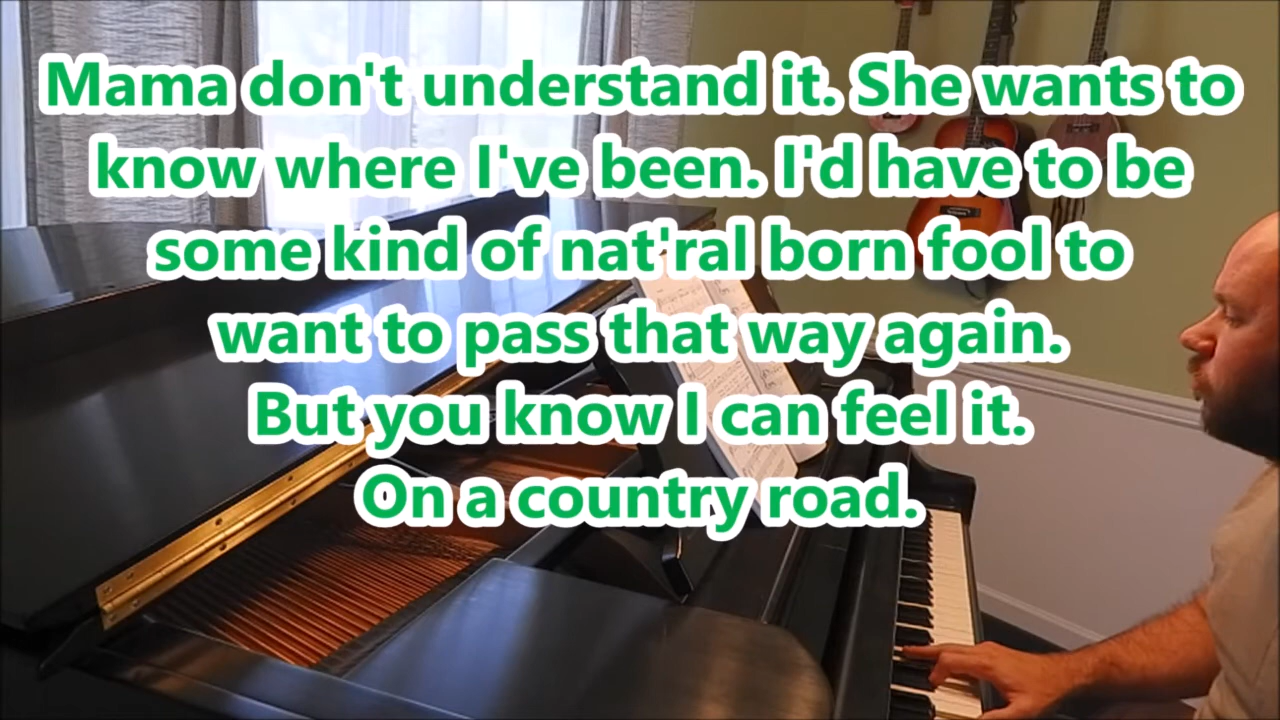 Mama don't understand it. She wants to
know where I've been. I'd have to be
some kind of nat'ral born fool to
want to pass that way again.
But you know I can feel it.
On a country road.